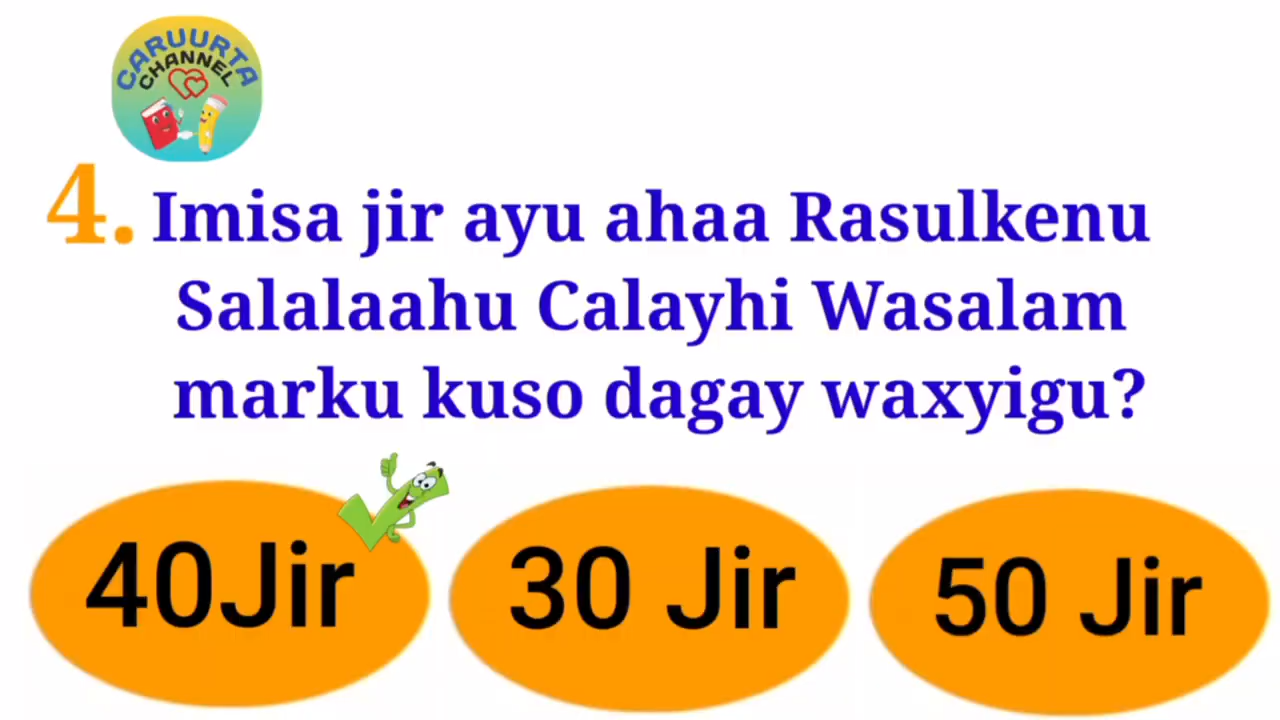 CARUURTA
CHANNEL
4. Imisa jir ayu ahaa Rasulkenu
Salalaahu Calayhi Wasalam
marku kuso dagay waxyigu?
40Jir
30 Jir
50 Jir